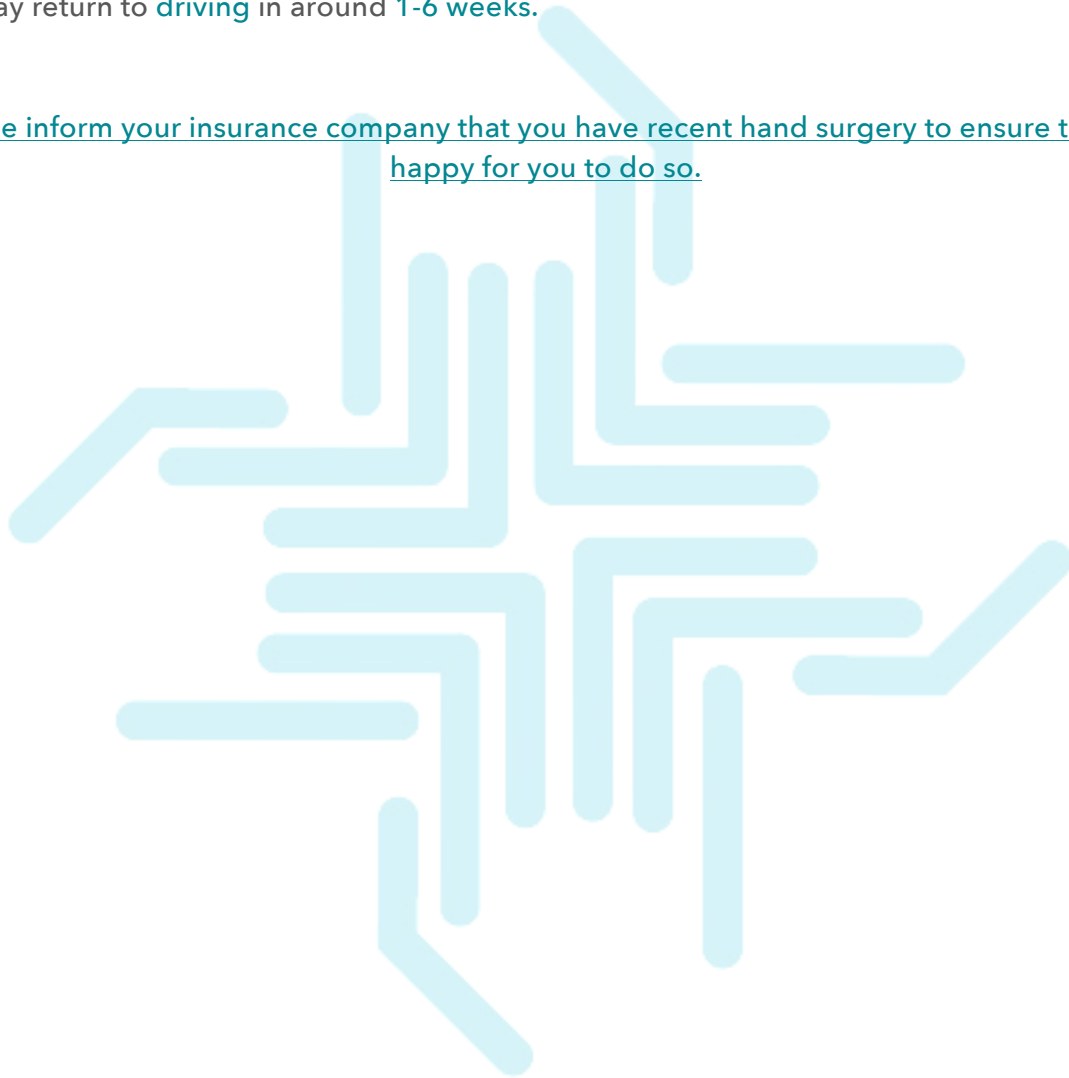 ay return to driving in around 1-6 weeks.
e inform your insurance company that you have recent hand surgery to ensure t
happy for you to do so.